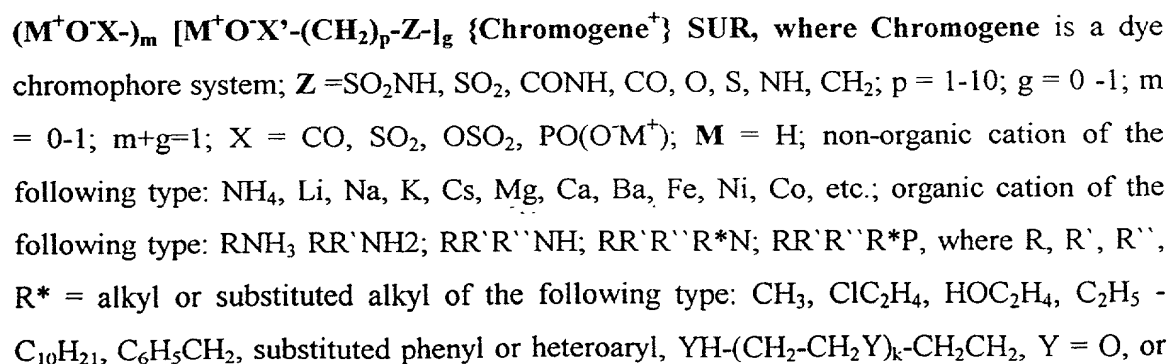 (M⁺O⁻X-)ₘ [M⁺O⁻X’-(CH₂)ₚ-Z-]g {Chromogene⁺} SUR, where Chromogene is a dye
chromophore system; Z =SO₂NH, SO₂, CONH, CO, O, S, NH, CH₂; p = 1-10; g = 0 -1; m
= 0-1; m+g=1; X = CO, SO₂, OSO₂, PO(O⁻M⁺); M = H; non-organic cation of the
following type: NH₄, Li, Na, K, Cs, Mg, Ca, Ba, Fe, Ni, Co, etc.; organic cation of the
following type: RNH₃ RR`NH2; RR`R``NH; RR`R``R*N; RR`R``R*P, where R, R`, R``,
R* = alkyl or substituted alkyl of the following type: CH₃, ClC₂H₄, HOC₂H₄, C₂H₅ -
C₁₀H₂₁, C₆H₅CH₂, substituted phenyl or heteroaryl, YH-(CH₂-CH₂Y)ₖ-CH₂CH₂, Y = O, or